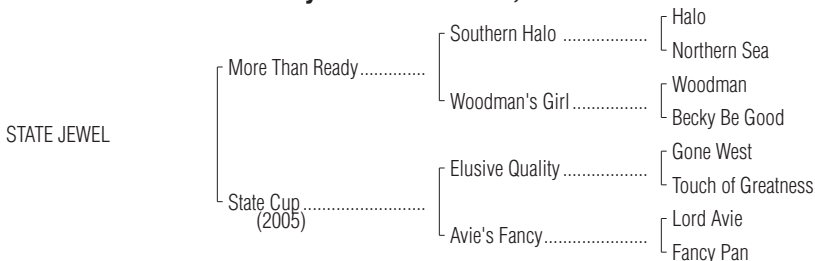 Halo
Southern Halo ..................
Northern Sea
More Than Ready..............
Woodman
Woodman's Girl................
Becky Be Good
STATE JEWEL
Gone West
Elusive Quality ..................
Touch of Greatness
State Cup..........................
(2005)
Lord Avie
Avie's Fancy......................
Fancy Pan